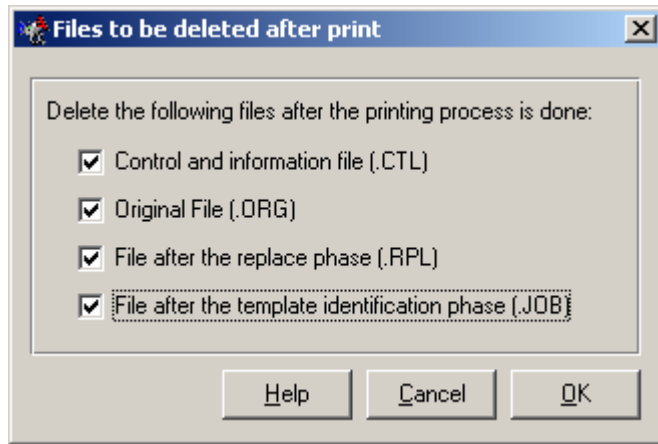 Files to be deleted after print
Delete the following files after the printing process is done:
Control and information file (.CTL)
Original File (.ORG)
File after the replace phase (.RPL)
File after the template identification phase (.JOB)
Help Cancel OK